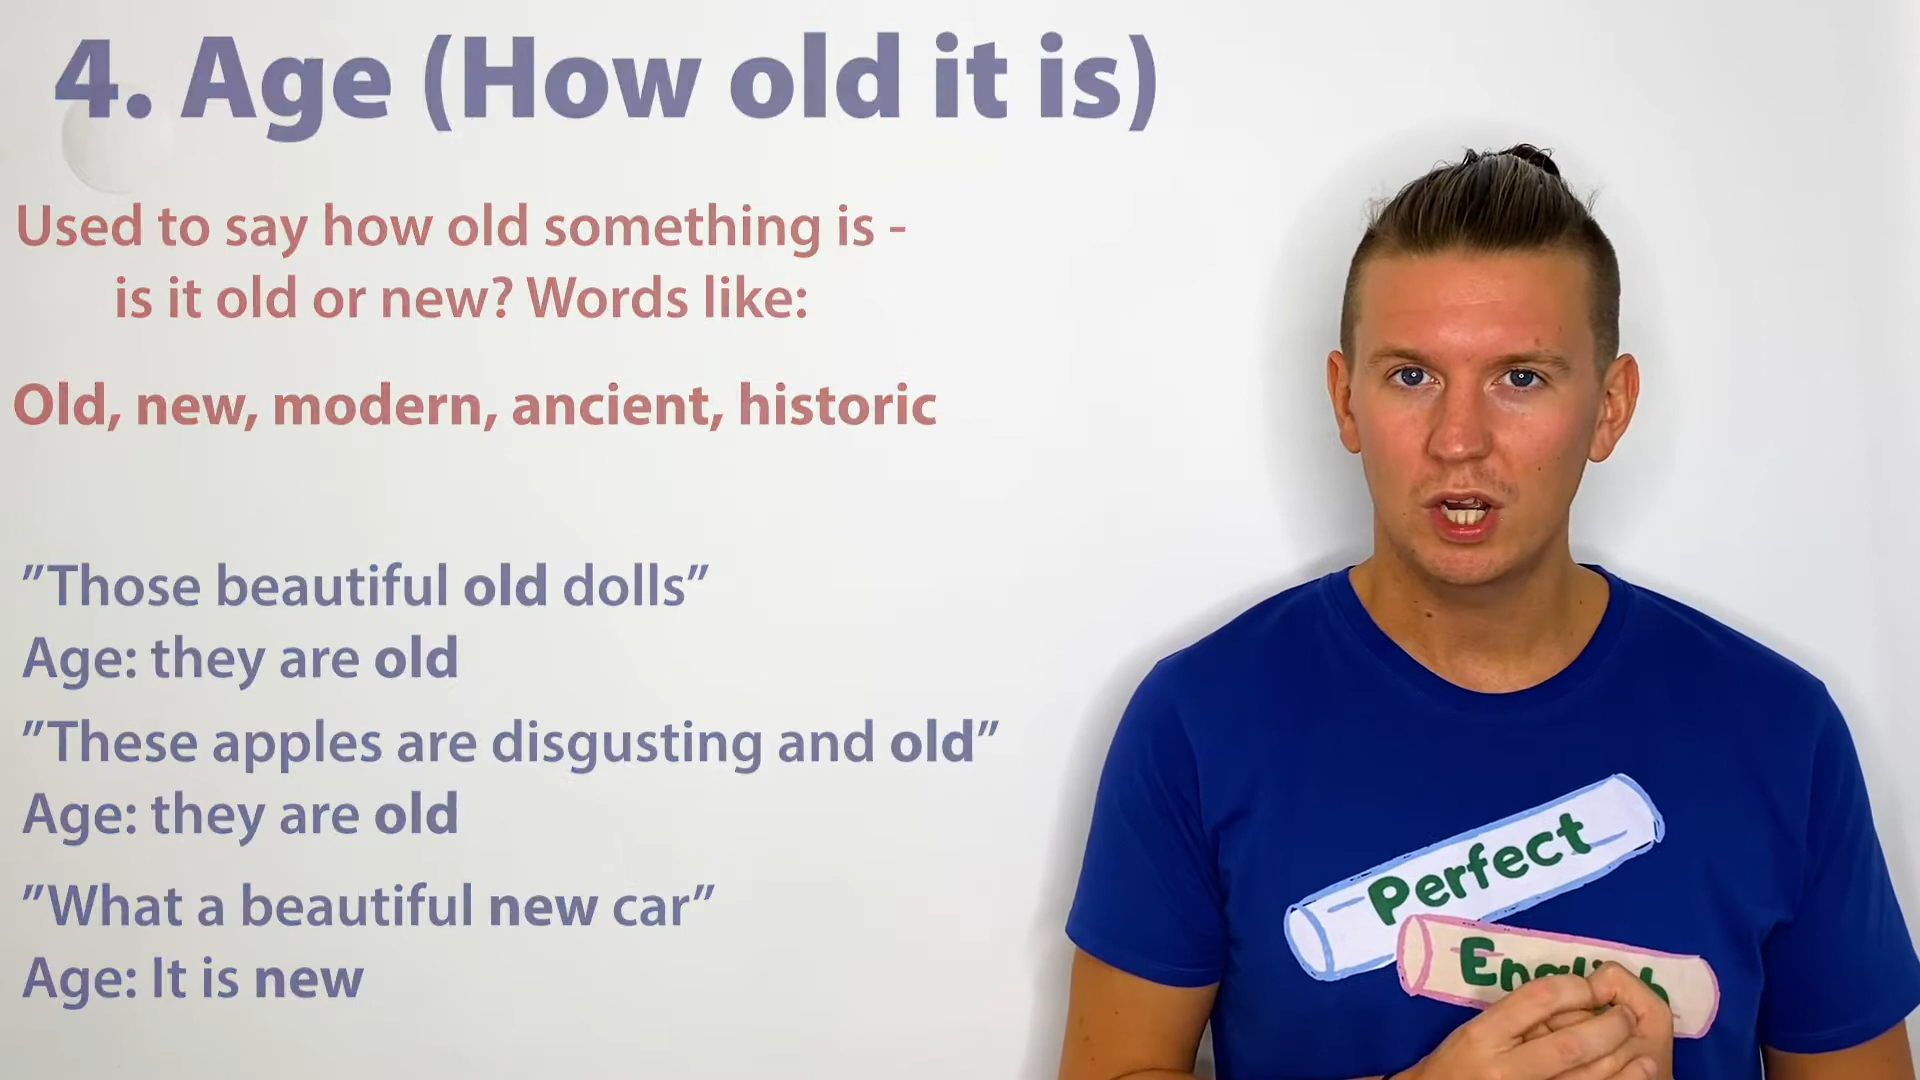 4. Age (How old it is)
Used to say how old something is -
is it old or new? Words like:
Old, new, modern, ancient, historic
”Those beautiful old dolls”
Age: they are old
”These apples are disgusting and old”
Age: they are old
”What a beautiful new car”
Age: It is new
Perfect
English